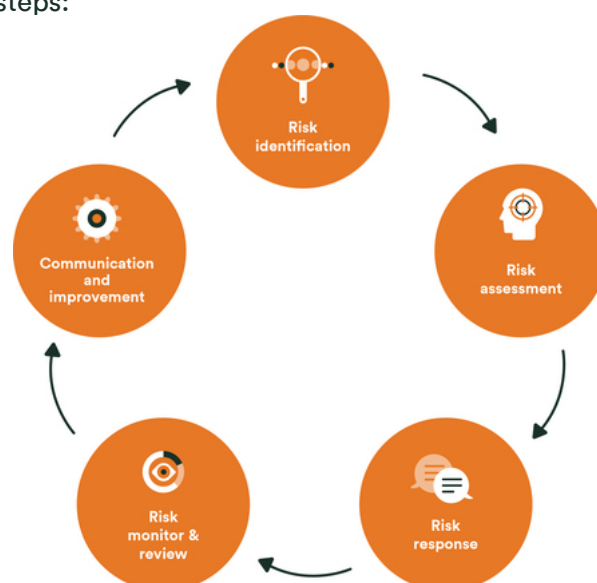 steps:
Risk
identification
Risk
assessment
Risk
response
Risk
monitor &
review
Communication
and
improvement